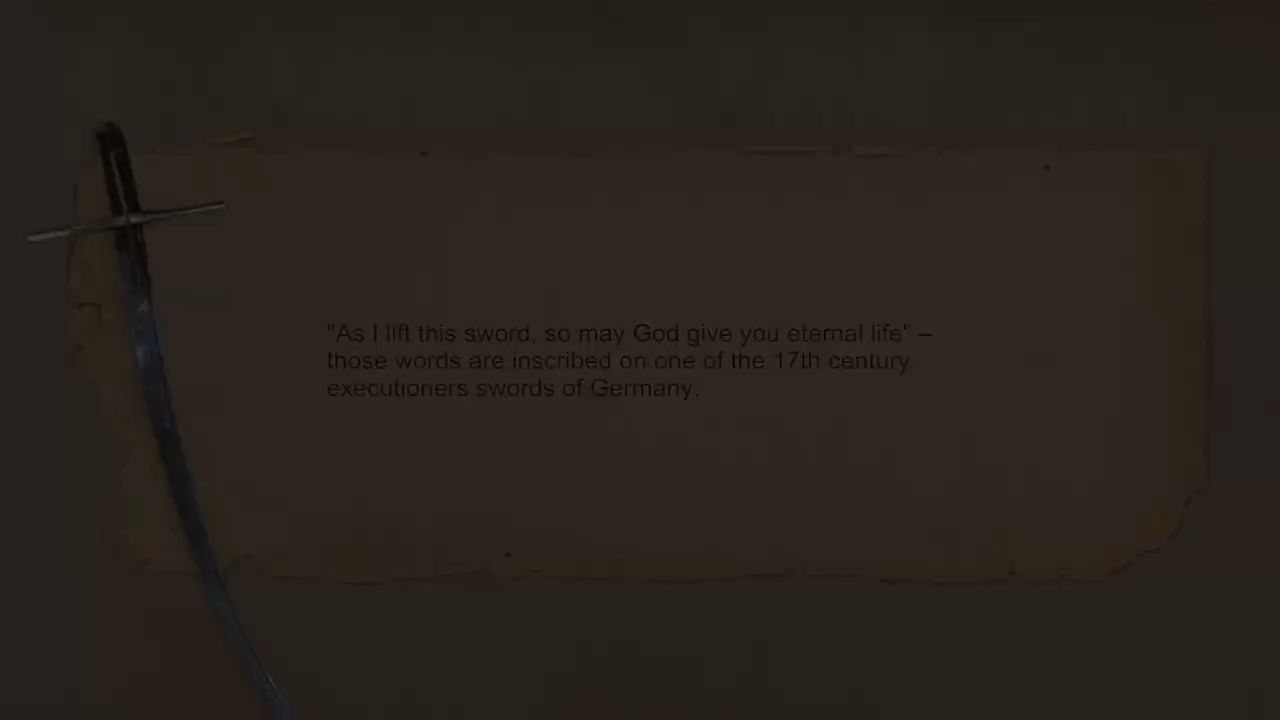 "As I lift this sword, so may God give you eternal life" –
those words are inscribed on one of the 17th century
executioners swords of Germany.